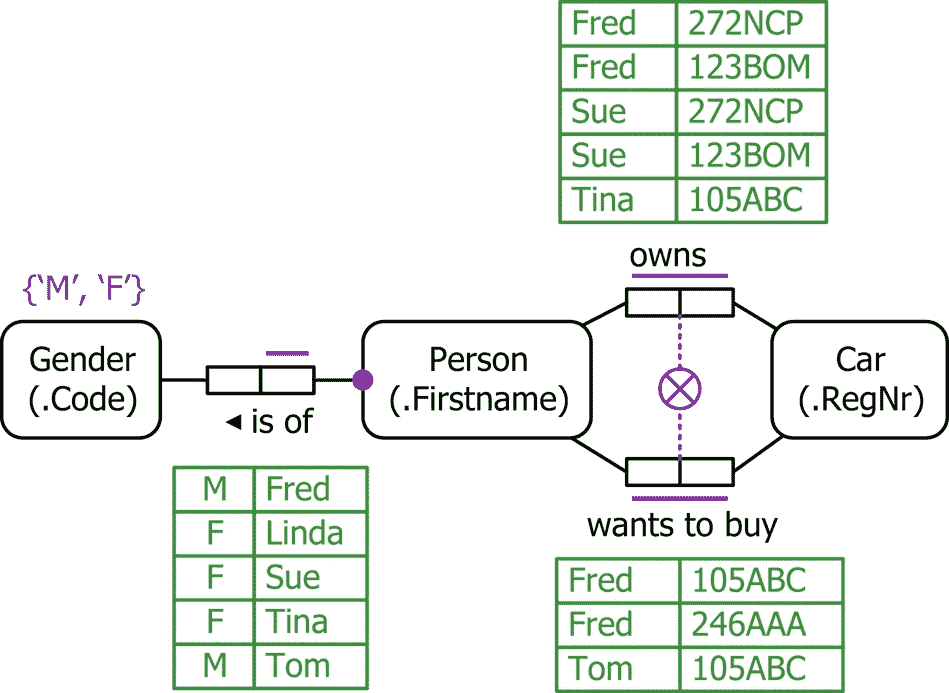 Fred 272NCP
Fred 123BOM
Sue 272NCP
Sue 123BOM
Tina 105ABC
owns
{‘M’, ‘F’}
Gender
(.Code)
◄ is of
Person
(.Firstname)
Car
(.RegNr)
M Fred
F Linda
F Sue
F Tina
M Tom
wants to buy
Fred 105ABC
Fred 246AAA
Tom 105ABC